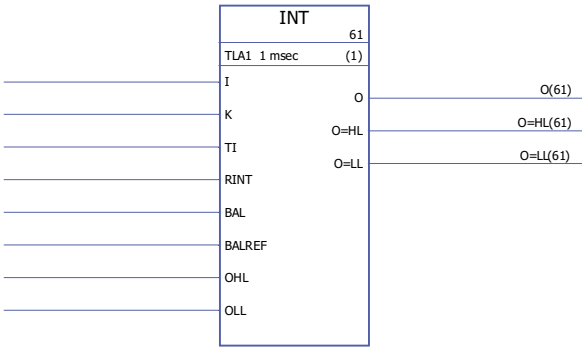 INT
61
TLA1 1 msec (1)
I
O O(61)
K
O=HL O=HL(61)
TI
O=LL O=LL(61)
RINT
BAL
BALREF
OHL
OLL